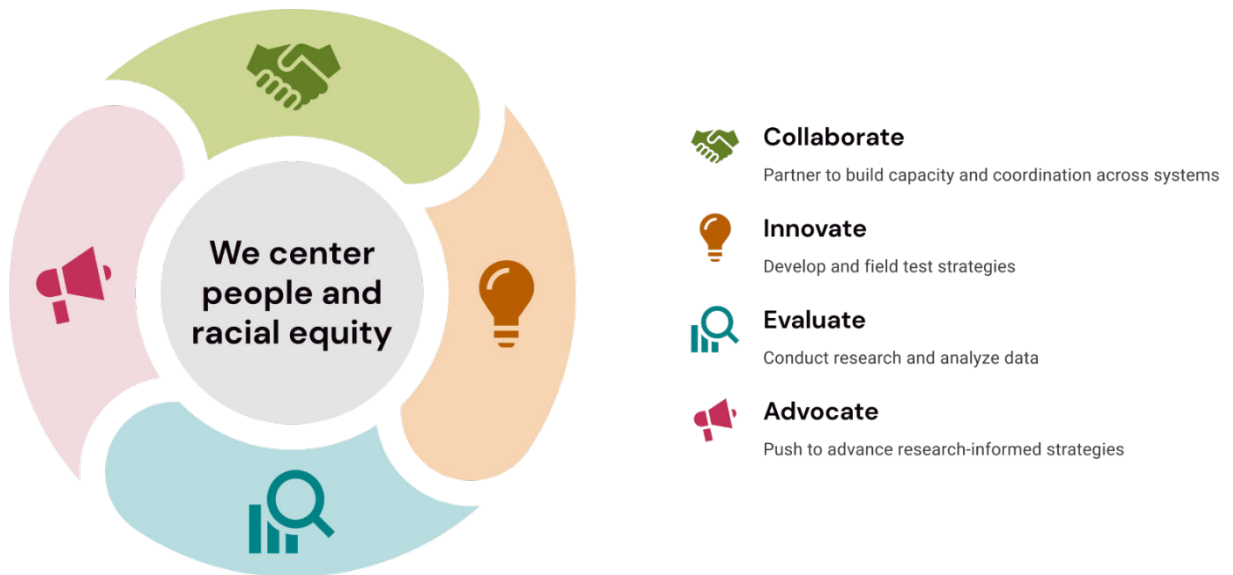 We center
people and
racial equity
Collaborate
Partner to build capacity and coordination across systems
Innovate
Develop and field test strategies
Evaluate
Conduct research and analyze data
Advocate
Push to advance research-informed strategies